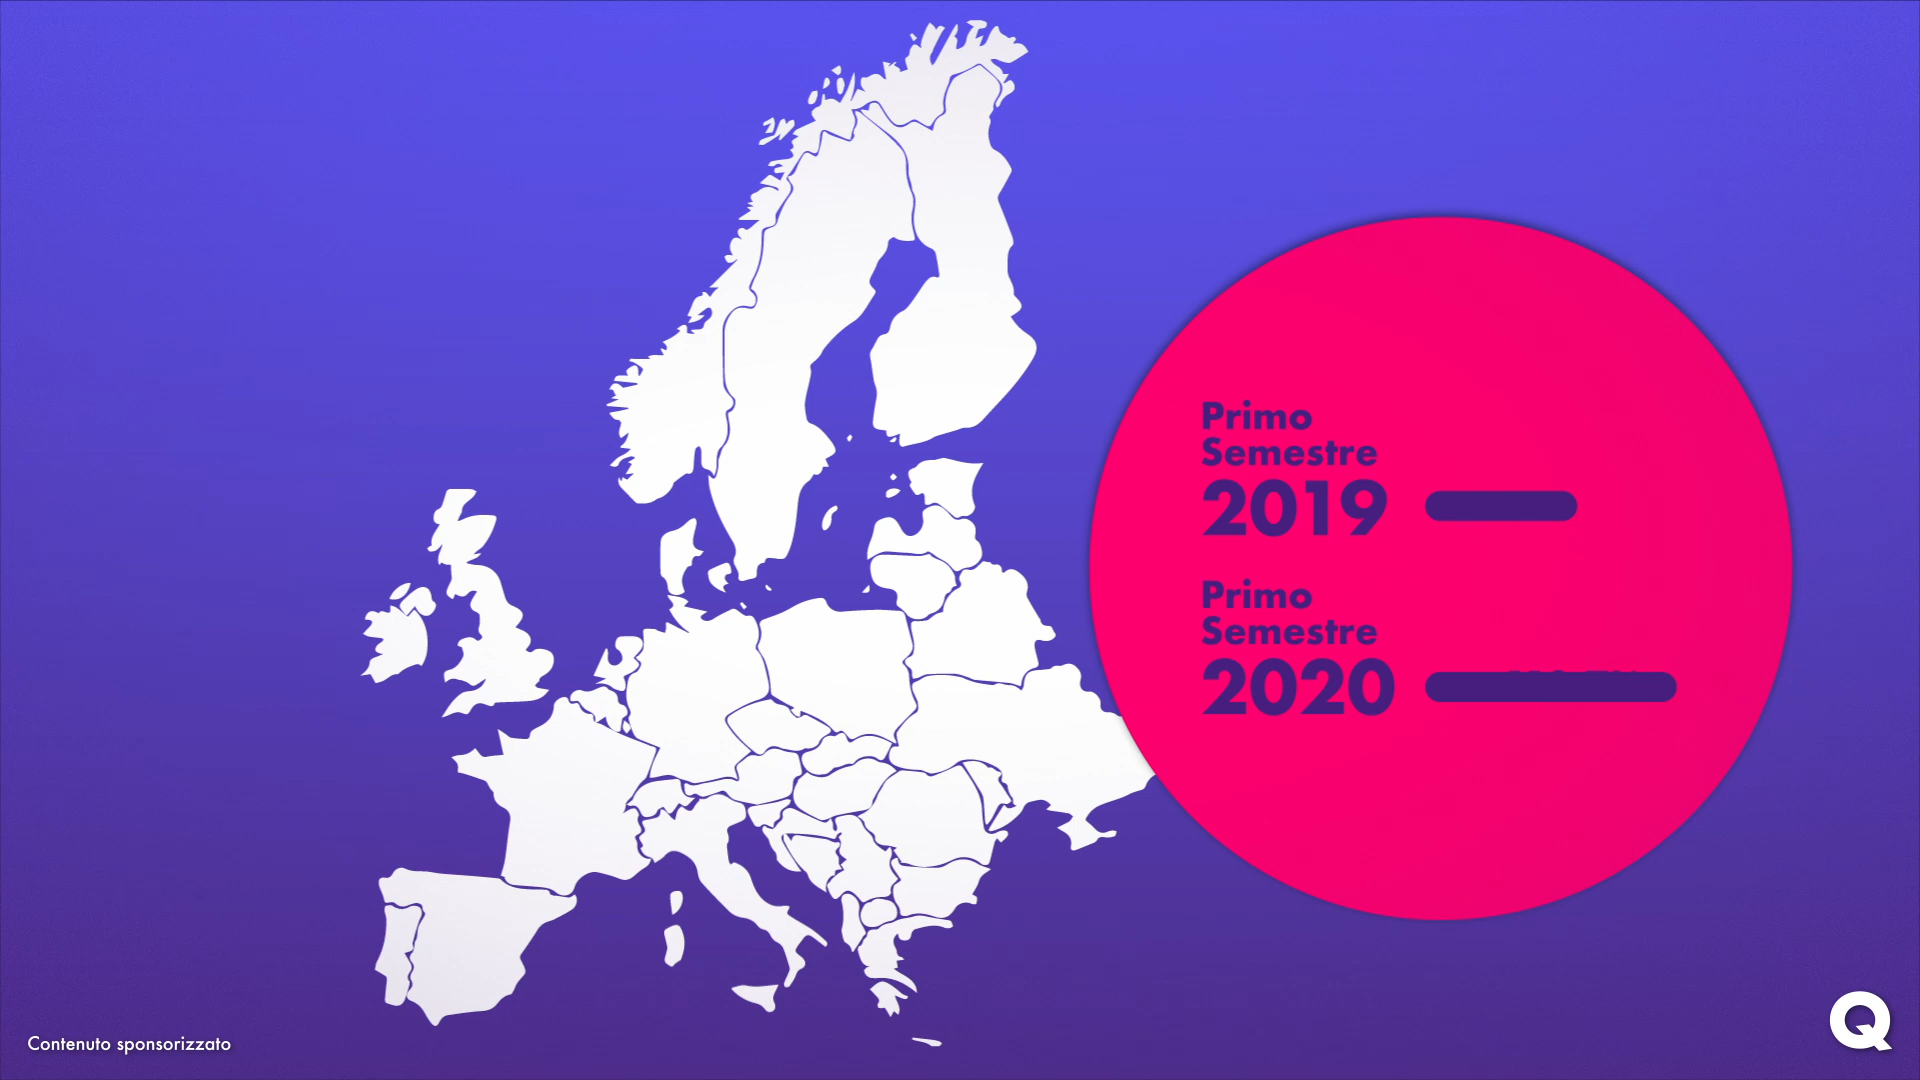 Primo
Semestre
2019
Primo
Semestre
2020
Contenuto sponsorizzato
Q